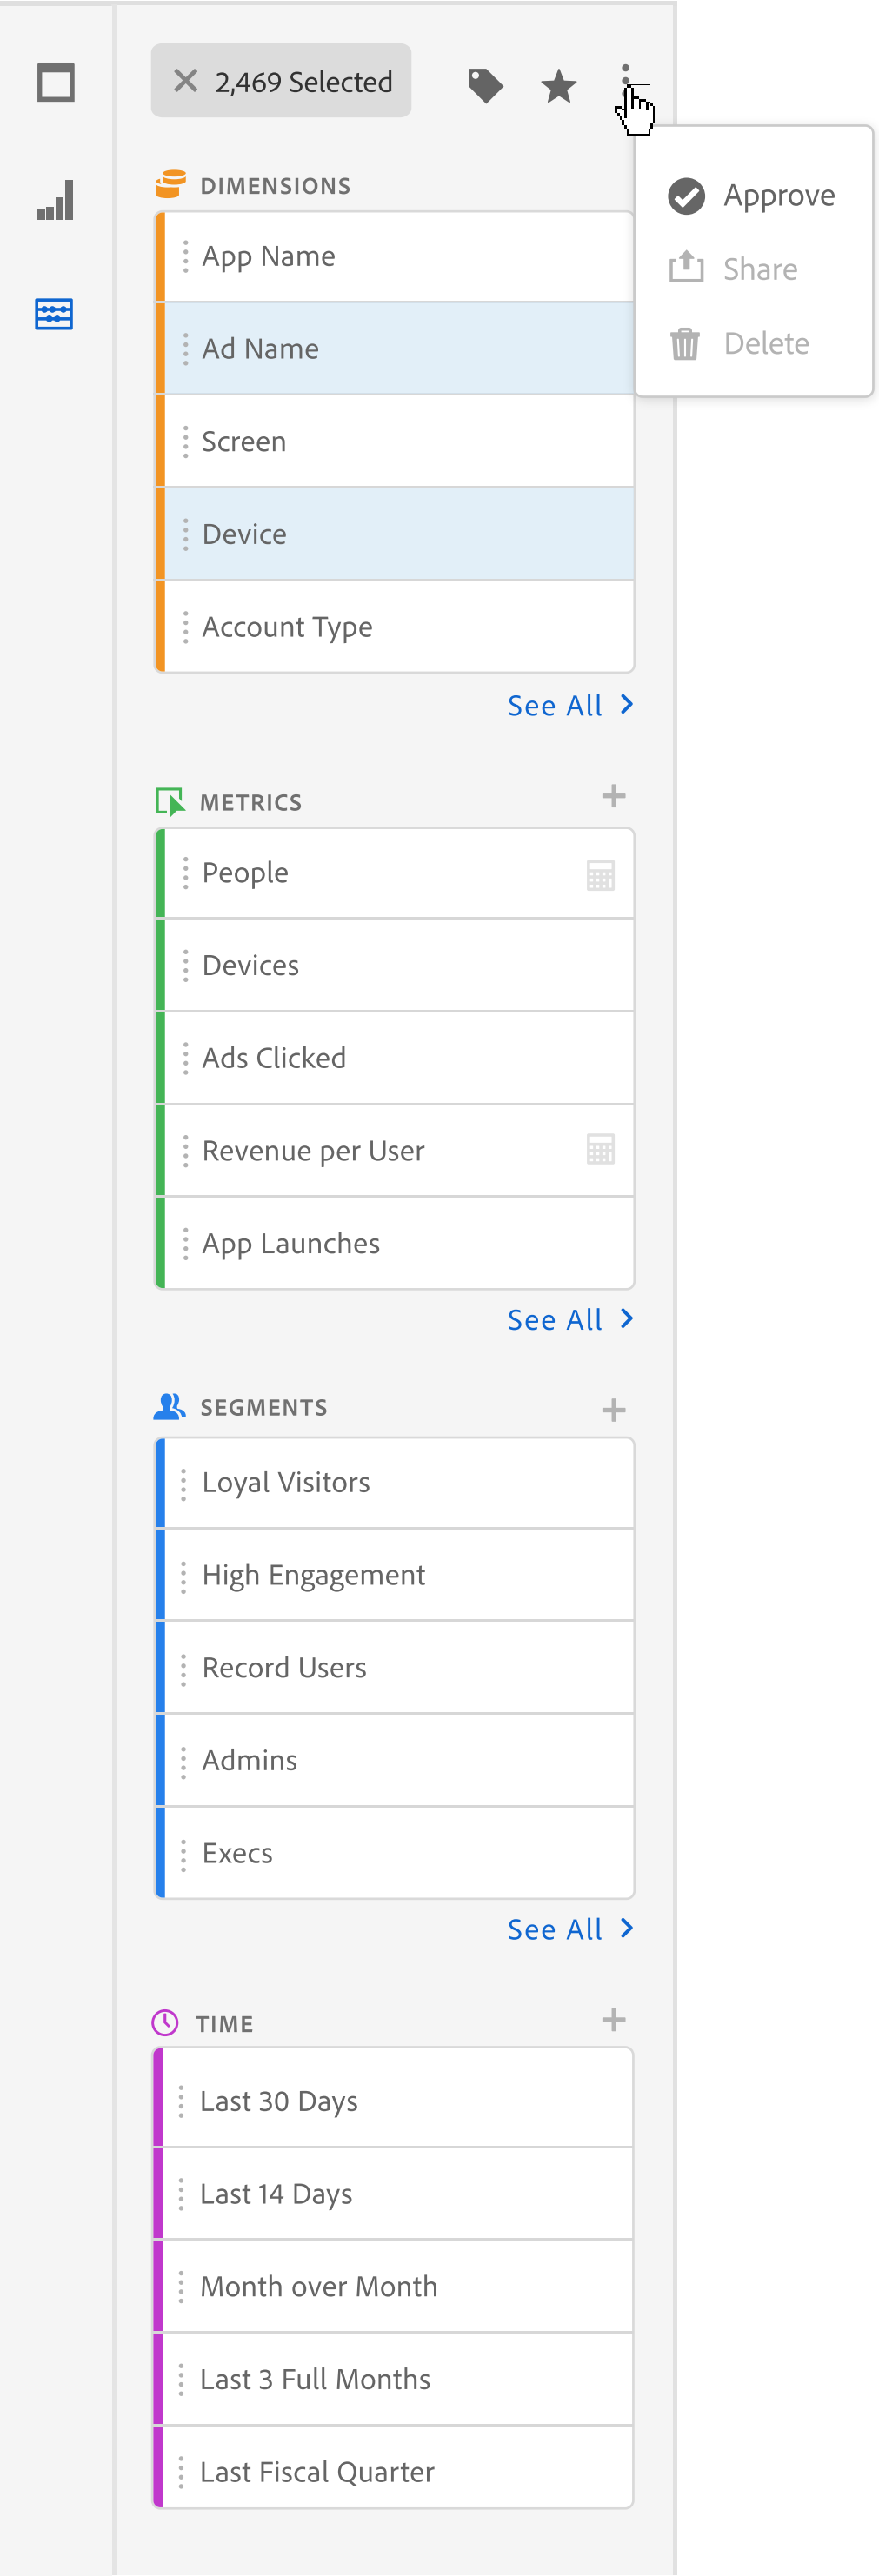 2,469 Selected
Approve
Share
Delete
DIMENSIONS
App Name
Ad Name
Screen
Device
Account Type
See All
METRICS
People
Devices
Ads Clicked
Revenue per User
App Launches
See All
SEGMENTS
Loyal Visitors
High Engagement
Record Users
Admins
Execs
See All
TIME
Last 30 Days
Last 14 Days
Month over Month
Last 3 Full Months
Last Fiscal Quarter